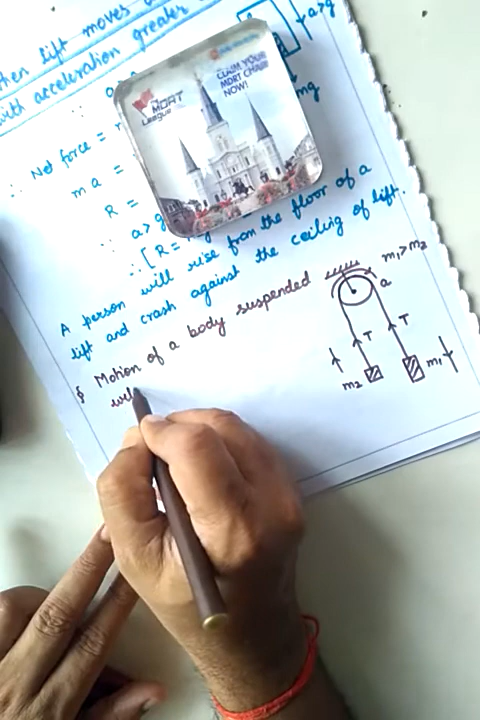 when lift moves
with acceleration greater
a>g
∴ Net force =
mg
ma =
R =
∵ a>g
∴ [R =
A person will rise from the floor of a
lift and crash against the ceiling of lift.
§ Motion of a body suspended
m₁>m₂
a
T
T
m₂
m₁
MDRT
League
CLAIM YOUR
MDRT CHAIR
NOW!